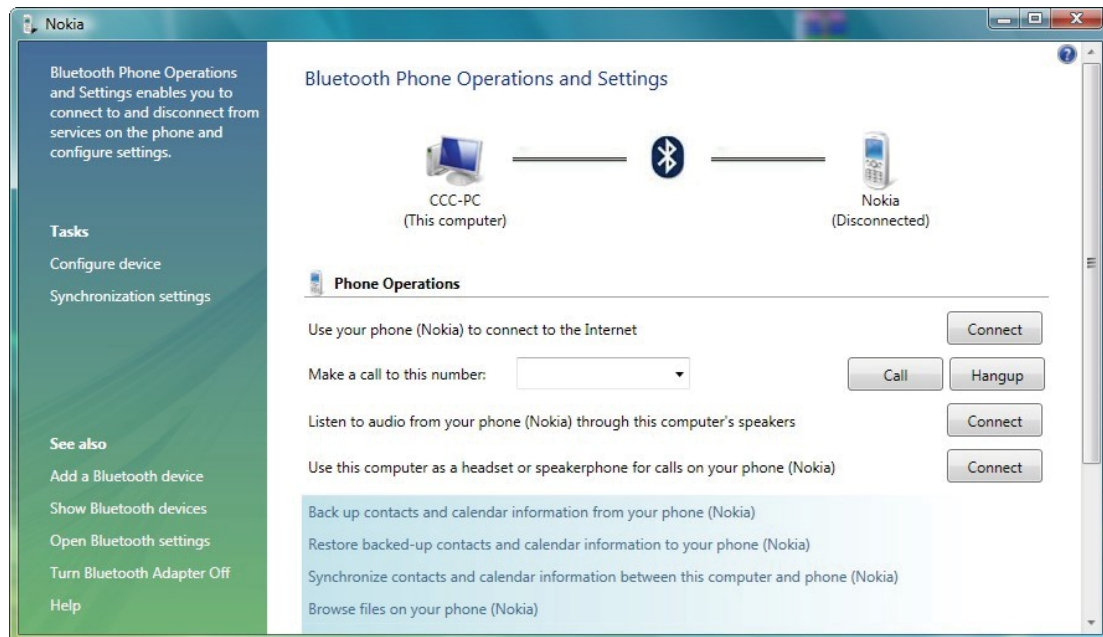 Nokia
Bluetooth Phone Operations
and Settings enables you to
connect to and disconnect from
services on the phone and
configure settings.
Tasks
Configure device
Synchronization settings
See also
Add a Bluetooth device
Show Bluetooth devices
Open Bluetooth settings
Turn Bluetooth Adapter Off
Help
Bluetooth Phone Operations and Settings
CCC-PC
(This computer)
Nokia
(Disconnected)
Phone Operations
Use your phone (Nokia) to connect to the Internet Connect
Make a call to this number: Call Hangup
Listen to audio from your phone (Nokia) through this computer's speakers Connect
Use this computer as a headset or speakerphone for calls on your phone (Nokia) Connect
Back up contacts and calendar information from your phone (Nokia)
Restore backed-up contacts and calendar information to your phone (Nokia)
Synchronize contacts and calendar information between this computer and phone (Nokia)
Browse files on your phone (Nokia)